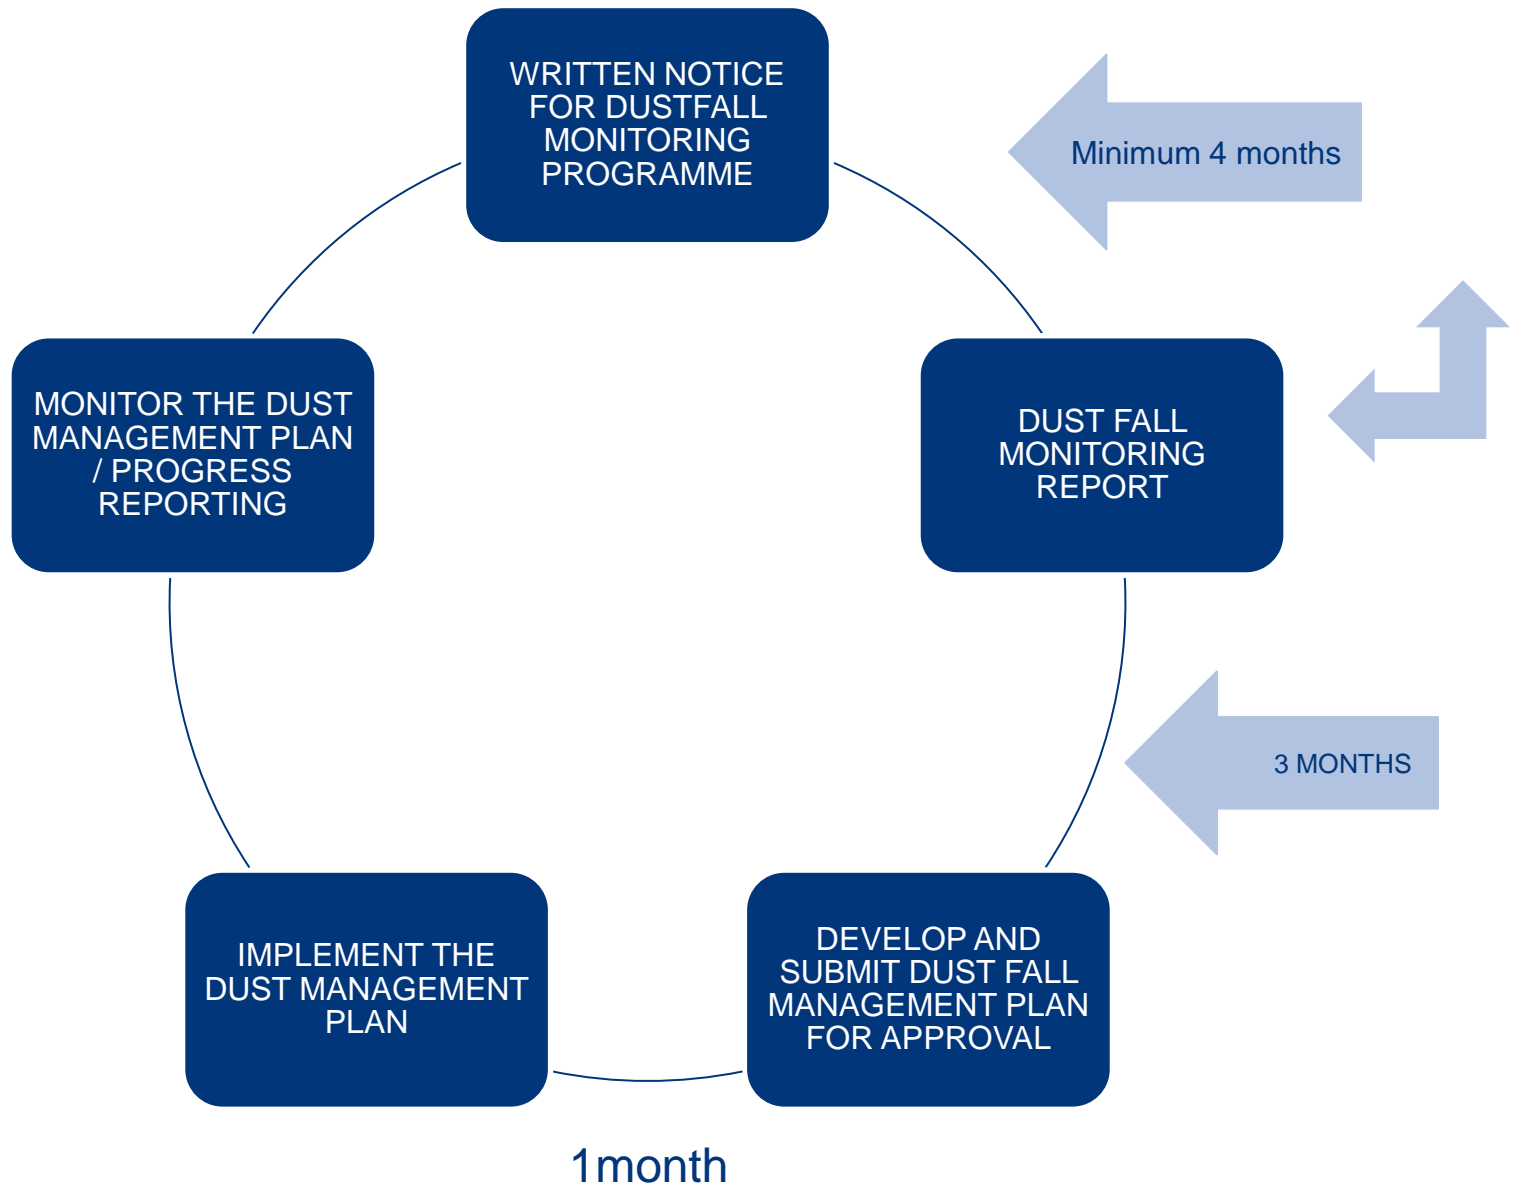 WRITTEN NOTICE
FOR DUSTFALL
MONITORING
PROGRAMME
Minimum 4 months
DUST FALL
MONITORING
REPORT
3 MONTHS
DEVELOP AND
SUBMIT DUST FALL
MANAGEMENT PLAN
FOR APPROVAL
1month
IMPLEMENT THE
DUST MANAGEMENT
PLAN
MONITOR THE DUST
MANAGEMENT PLAN
/ PROGRESS
REPORTING